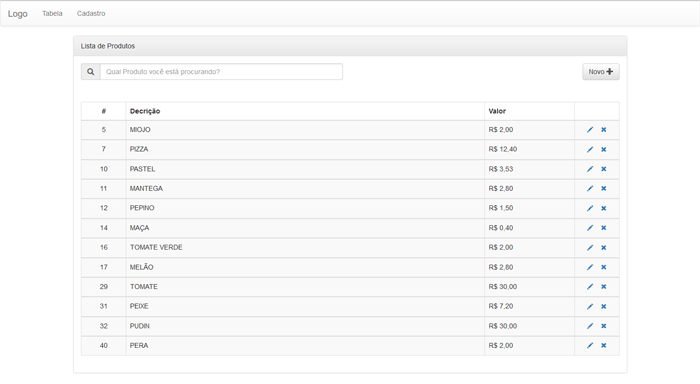 Logo Tabela Cadastro
Lista de Produtos
Qual Produto você está procurando? Novo
# Decrição Valor
5 MIOJO R$ 2,00
7 PIZZA R$ 12,40
10 PASTEL R$ 3,53
11 MANTEGA R$ 2,80
12 PEPINO R$ 1,50
14 MAÇA R$ 0,40
16 TOMATE VERDE R$ 2,00
17 MELÃO R$ 2,80
29 TOMATE R$ 30,00
31 PEIXE R$ 7,20
32 PUDIN R$ 30,00
40 PERA R$ 2,00